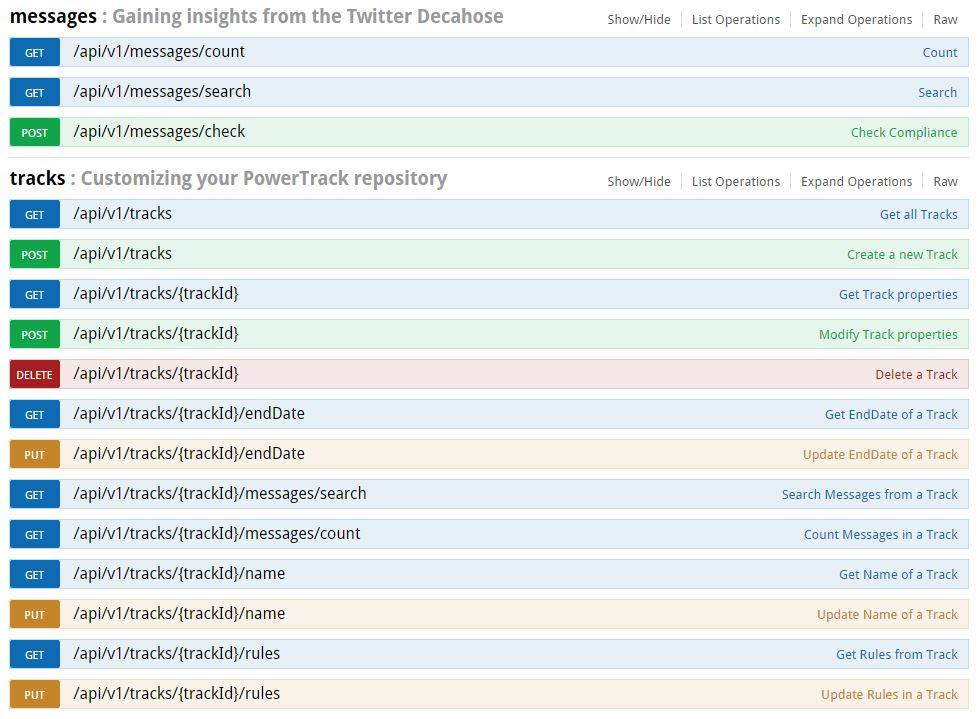 messages : Gaining insights from the Twitter Decahose Show/Hide List Operations Expand Operations Raw
GET /api/v1/messages/count Count
GET /api/v1/messages/search Search
POST /api/v1/messages/check Check Compliance
tracks : Customizing your PowerTrack repository Show/Hide List Operations Expand Operations Raw
GET /api/v1/tracks Get all Tracks
POST /api/v1/tracks Create a new Track
GET /api/v1/tracks/{trackId} Get Track properties
POST /api/v1/tracks/{trackId} Modify Track properties
DELETE /api/v1/tracks/{trackId} Delete a Track
GET /api/v1/tracks/{trackId}/endDate Get EndDate of a Track
PUT /api/v1/tracks/{trackId}/endDate Update EndDate of a Track
GET /api/v1/tracks/{trackId}/messages/search Search Messages from a Track
GET /api/v1/tracks/{trackId}/messages/count Count Messages in a Track
GET /api/v1/tracks/{trackId}/name Get Name of a Track
PUT /api/v1/tracks/{trackId}/name Update Name of a Track
GET /api/v1/tracks/{trackId}/rules Get Rules from Track
PUT /api/v1/tracks/{trackId}/rules Update Rules in a Track